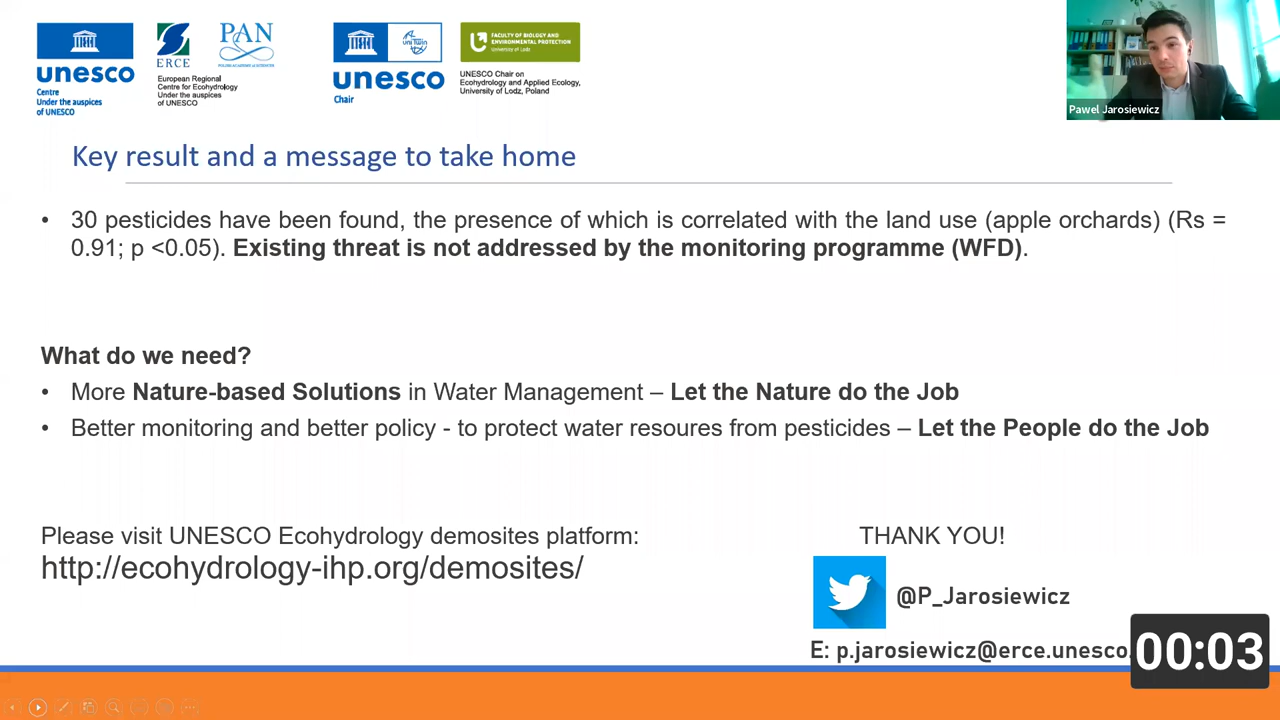 unesco
Centre
Under the auspices
of UNESCO
ERCE
European Regional
Centre for Ecohydrology
Under the auspices
of UNESCO
PAN
POLISH ACADEMY OF SCIENCES
unesco
Chair
uni Twin
FACULTY OF BIOLOGY AND
ENVIRONMENTAL PROTECTION
University of Lodz
UNESCO Chair on
Ecohydrology and Applied Ecology,
University of Lodz, Poland
Pawel Jarosiewicz
Key result and a message to take home
• 30 pesticides have been found, the presence of which is correlated with the land use (apple orchards) (Rs =
0.91; p <0.05). Existing threat is not addressed by the monitoring programme (WFD).
What do we need?
• More Nature-based Solutions in Water Management – Let the Nature do the Job
• Better monitoring and better policy - to protect water resoures from pesticides – Let the People do the Job
Please visit UNESCO Ecohydrology demosites platform:
http://ecohydrology-ihp.org/demosites/
THANK YOU!
@P_Jarosiewicz
E: p.jarosiewicz@erce.unesco.
00:03